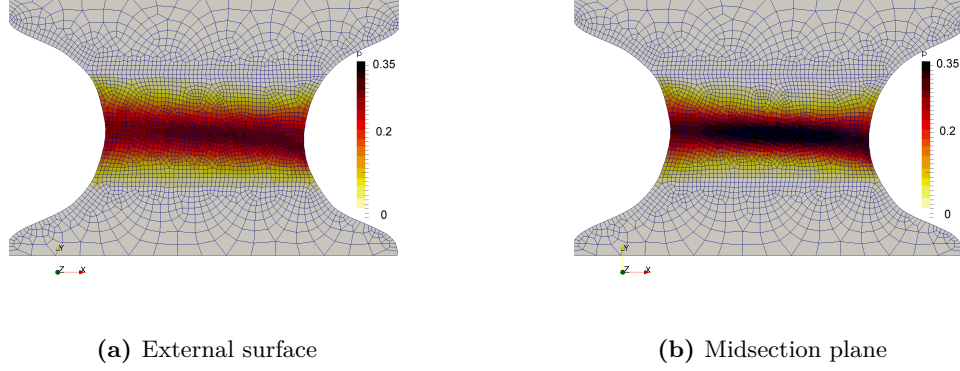 p
0.35
0.2
0
Y
Z X
p
0.35
0.2
0
Y
Z X
(a) External surface
(b) Midsection plane